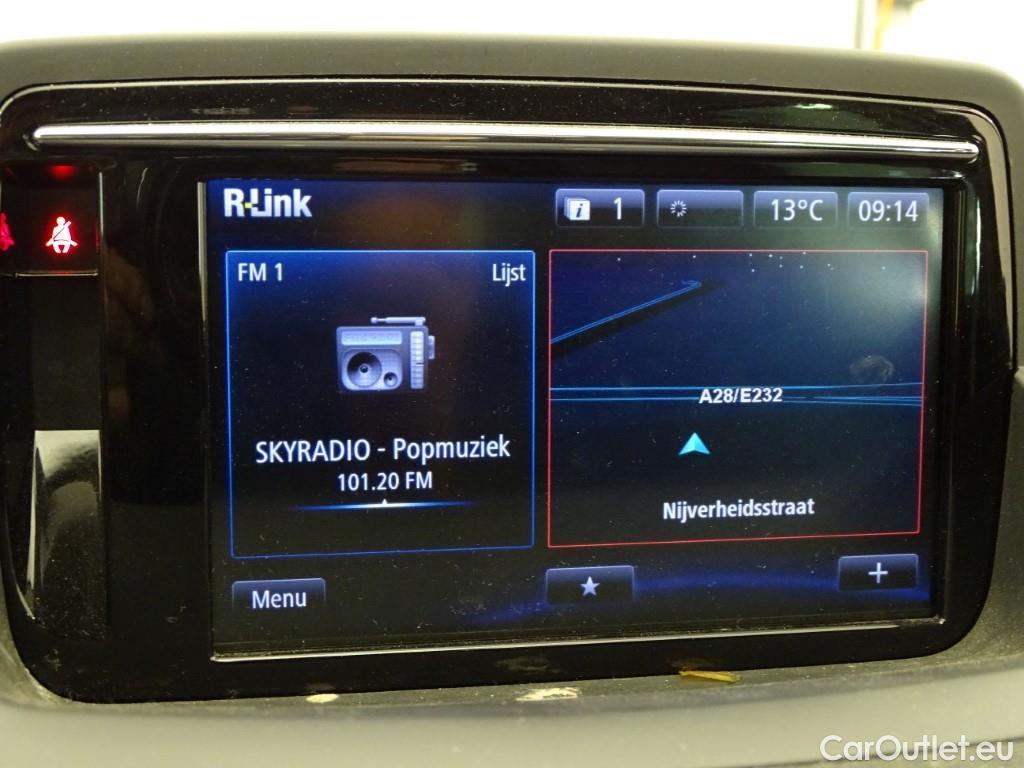 R-Link
1
13°C
09:14
FM 1
Lijst
A28/E232
SKYRADIO - Popmuziek
101.20 FM
Nijverheidsstraat
Menu
CarOutlet.eu